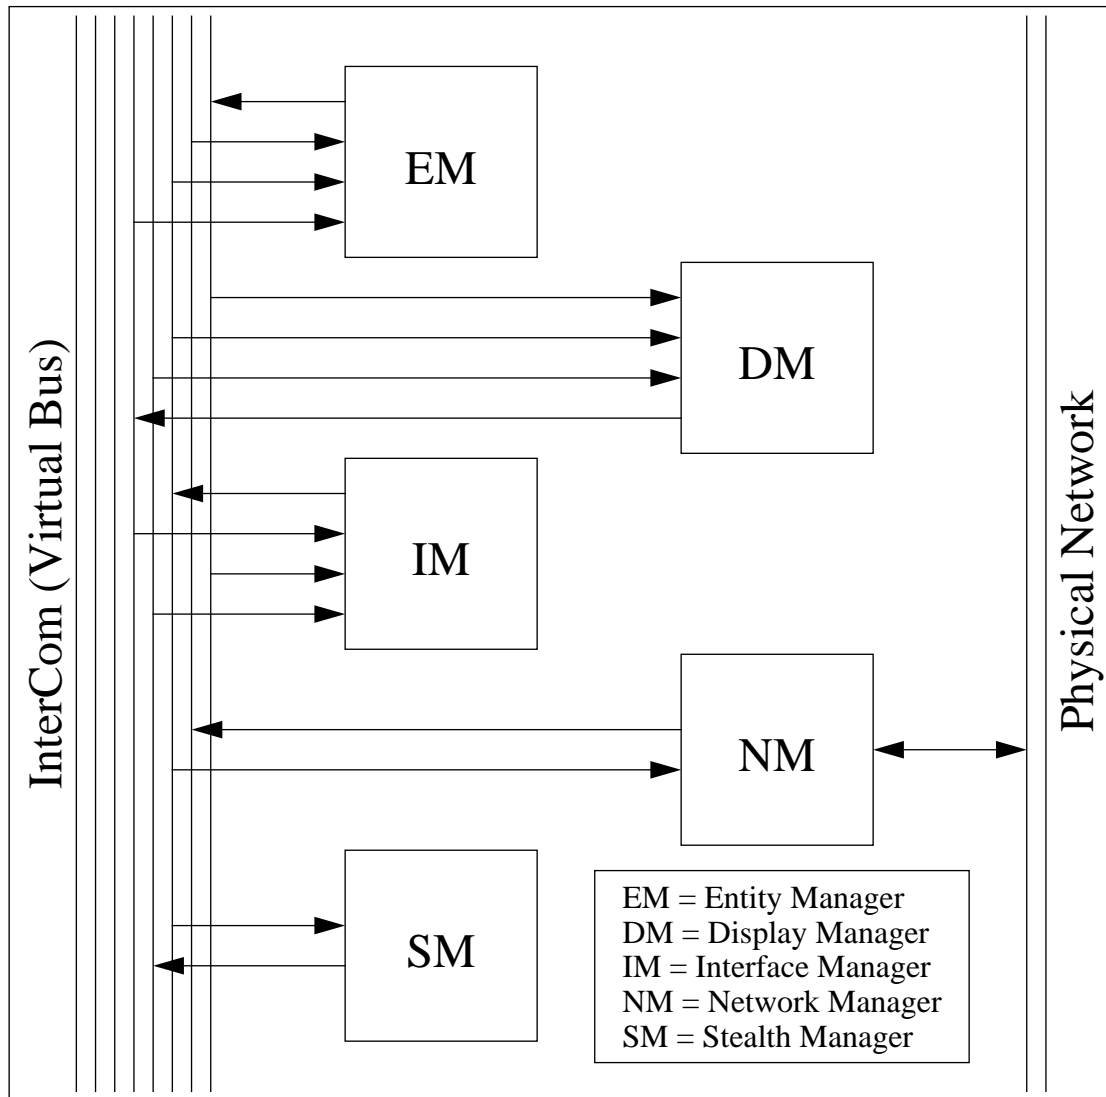 InterCom (Virtual Bus)
EM
DM
IM
NM
SM
Physical Network
EM = Entity Manager
DM = Display Manager
IM = Interface Manager
NM = Network Manager
SM = Stealth Manager